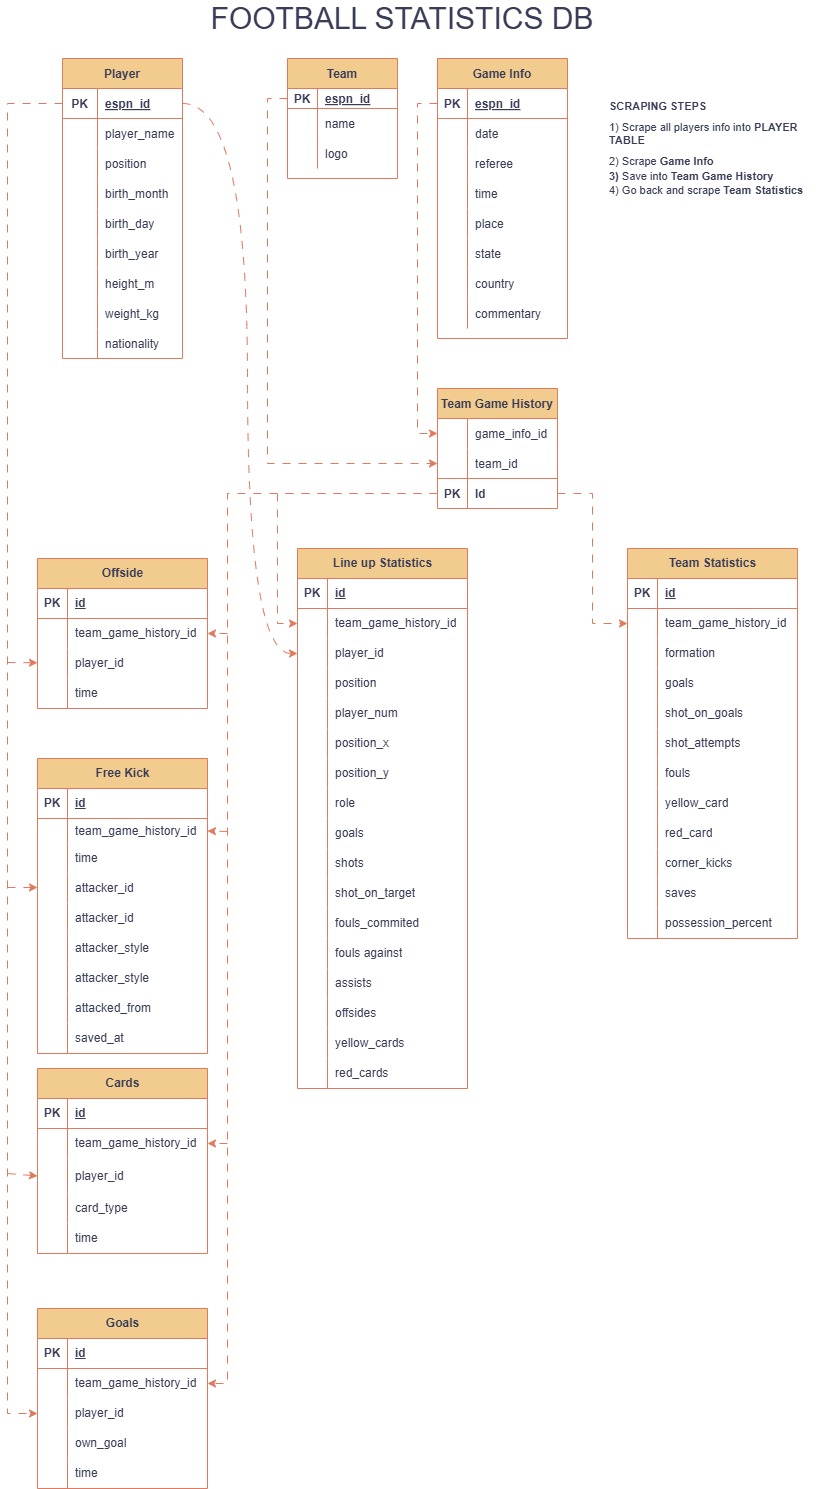 FOOTBALL STATISTICS DB
Player
PK espn_id
player_name
position
birth_month
birth_day
birth_year
height_m
weight_kg
nationality
Team
PK espn_id
name
logo
Game Info
PK espn_id
date
referee
time
place
state
country
commentary
SCRAPING STEPS
1) Scrape all players info into PLAYER
TABLE
2) Scrape Game Info
3) Save into Team Game History
4) Go back and scrape Team Statistics
Team Game History
game_info_id
team_id
PK Id
Offside
PK id
team_game_history_id
player_id
time
Line up Statistics
PK id
team_game_history_id
player_id
position
player_num
position_x
position_y
role
goals
shots
shot_on_target
fouls_commited
fouls against
assists
offsides
yellow_cards
red_cards
Team Statistics
PK id
team_game_history_id
formation
goals
shot_on_goals
shot_attempts
fouls
yellow_card
red_card
corner_kicks
saves
possession_percent
Free Kick
PK id
team_game_history_id
time
attacker_id
attacker_id
attacker_style
attacker_style
attacked_from
saved_at
Cards
PK id
team_game_history_id
player_id
card_type
time
Goals
PK id
team_game_history_id
player_id
own_goal
time